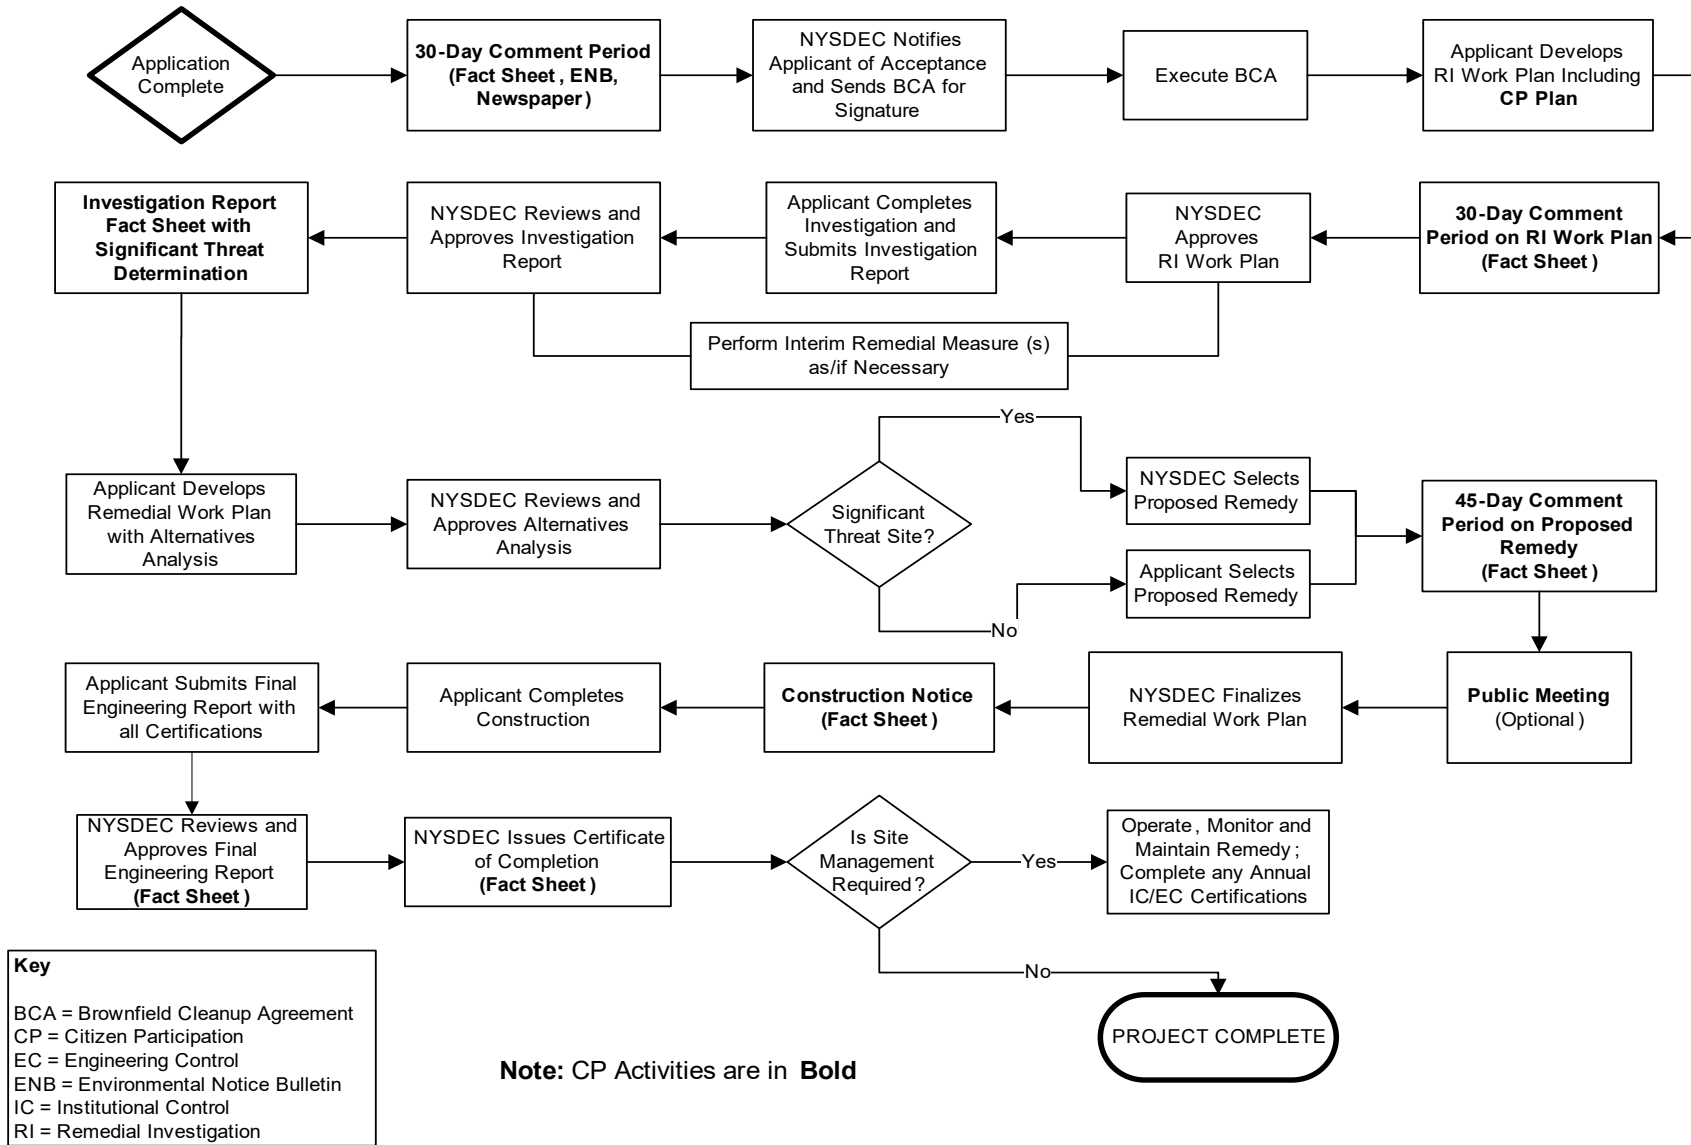 Application
Complete
30-Day Comment Period
(Fact Sheet, ENB,
Newspaper)
NYSDEC Notifies
Applicant of Acceptance
and Sends BCA for
Signature
Execute BCA
Applicant Develops
RI Work Plan Including
CP Plan
30-Day Comment
Period on RI Work Plan
(Fact Sheet)
NYSDEC
Approves
RI Work Plan
Applicant Completes
Investigation and
Submits Investigation
Report
NYSDEC Reviews and
Approves Investigation
Report
Investigation Report
Fact Sheet with
Significant Threat
Determination
Perform Interim Remedial Measure (s)
as/if Necessary
Applicant Develops
Remedial Work Plan
with Alternatives
Analysis
NYSDEC Reviews and
Approves Alternatives
Analysis
Significant
Threat Site?
Yes
NYSDEC Selects
Proposed Remedy
No
Applicant Selects
Proposed Remedy
45-Day Comment
Period on Proposed
Remedy
(Fact Sheet)
Public Meeting
(Optional)
NYSDEC Finalizes
Remedial Work Plan
Construction Notice
(Fact Sheet)
Applicant Completes
Construction
Applicant Submits Final
Engineering Report with
all Certifications
NYSDEC Reviews and
Approves Final
Engineering Report
(Fact Sheet)
NYSDEC Issues Certificate
of Completion
(Fact Sheet)
Is Site
Management
Required?
Yes
Operate, Monitor and
Maintain Remedy;
Complete any Annual
IC/EC Certifications
No
PROJECT COMPLETE
Key
BCA = Brownfield Cleanup Agreement
CP = Citizen Participation
EC = Engineering Control
ENB = Environmental Notice Bulletin
IC = Institutional Control
RI = Remedial Investigation
Note: CP Activities are in Bold